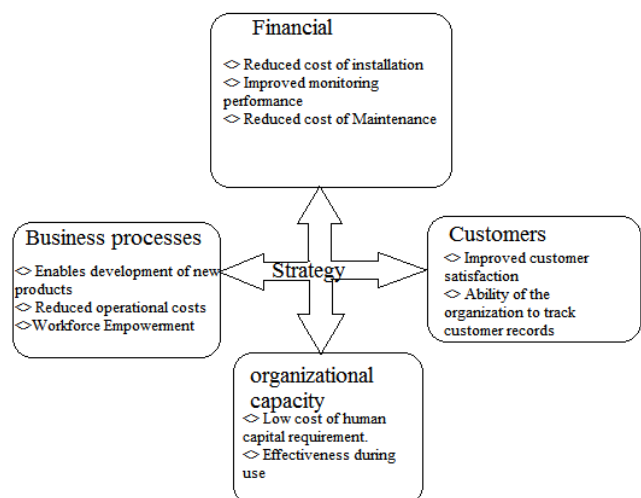 Financial
<> Reduced cost of installation
<> Improved monitoring
performance
<> Reduced cost of Maintenance
Business processes
<> Enables development of new
products
<> Reduced operational costs
<>Workforce Empowerment
Strategy
Customers
<> Improved customer
satisfaction
<> Ability of the
organization to track
customer records
organizational
capacity
<> Low cost of human
capital requirement.
<> Effectiveness during
use